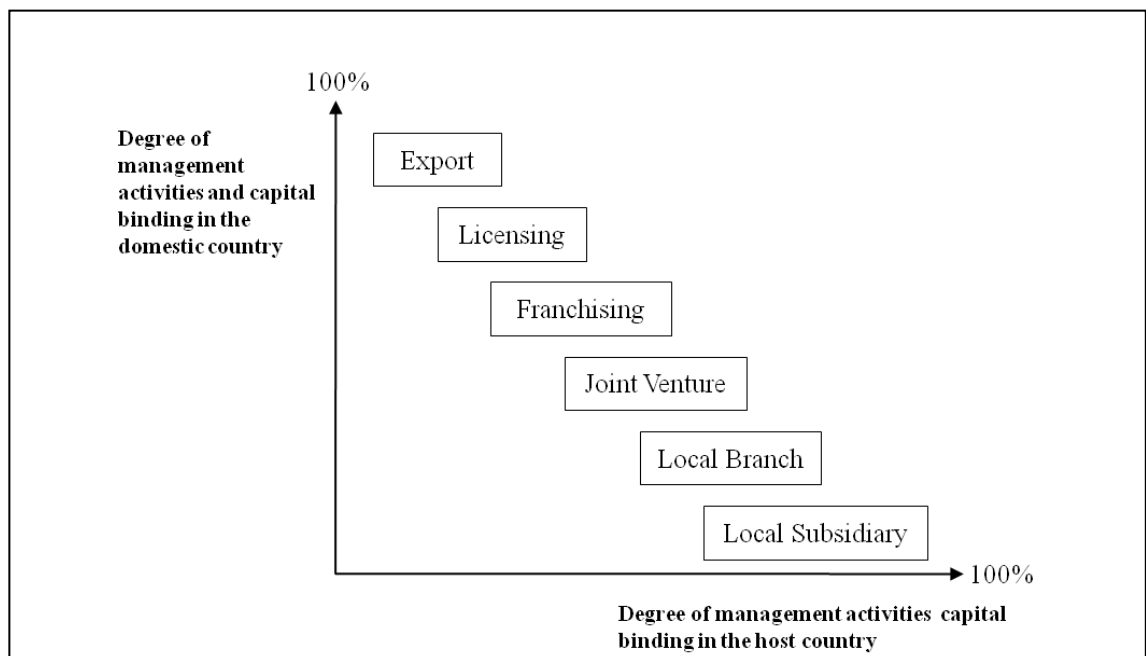 100%
Degree of
management
activities and capital
binding in the
domestic country
Export
Licensing
Franchising
Joint Venture
Local Branch
Local Subsidiary
100%
Degree of management activities capital
binding in the host country